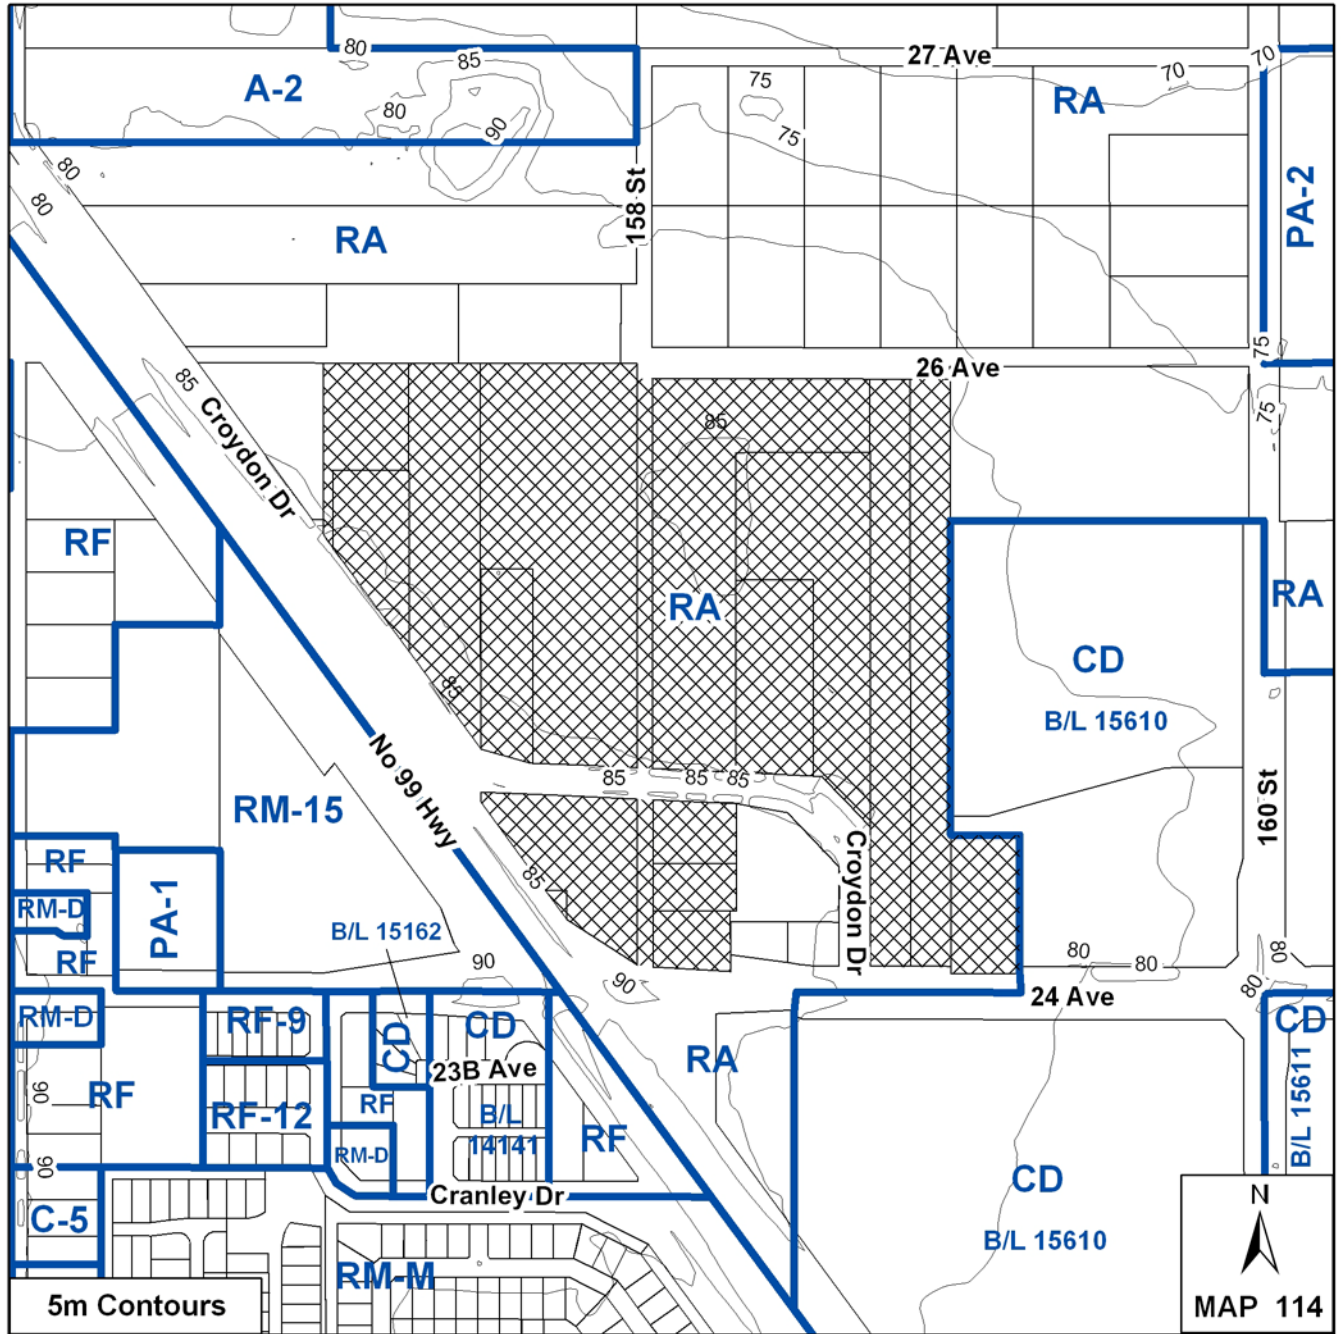 80
85
27 Ave
70
70
A-2
75
RA
80
90
75
80
158 St
PA-2
80
RA
75
26 Ave
85
Croydon Dr
85
75
RF
RA
RA
CD
85
B/L 15610
No 99 Hwy
85
85
85
RM-15
160 St
RF
Croydon Dr
85
RM-D
PA-1
B/L 15162
RF
90
80
80
80
90
80
24 Ave
RM-D
RF-9
CD
CD
RA
CD
23B Ave
90
RF
RF-12
RF
B/L
14141
RF
B/L 15611
RM-D
90
CD
Cranley Dr
C-5
N
B/L 15610
RM-M
5m Contours
MAP 114